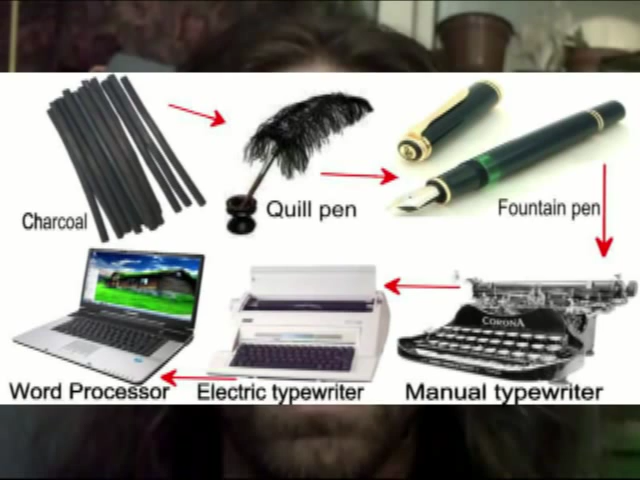 Charcoal
Quill pen
Fountain pen
CORONA
Word Processor
Electric typewriter
Manual typewriter